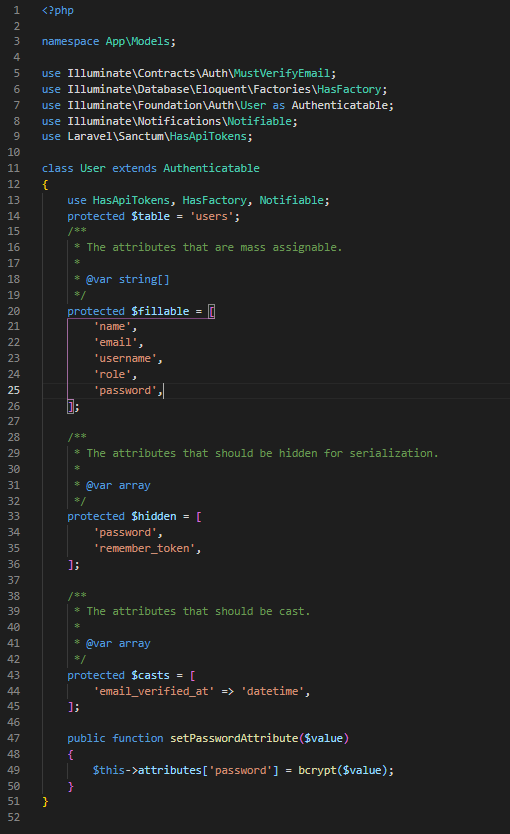 1 <?php
2
3 namespace App\Models;
4
5 use Illuminate\Contracts\Auth\MustVerifyEmail;
6 use Illuminate\Database\Eloquent\Factories\HasFactory;
7 use Illuminate\Foundation\Auth\User as Authenticatable;
8 use Illuminate\Notifications\Notifiable;
9 use Laravel\Sanctum\HasApiTokens;
10
11 class User extends Authenticatable
12 {
13     use HasApiTokens, HasFactory, Notifiable;
14     protected $table = 'users';
15     /**
16      * The attributes that are mass assignable.
17      *
18      * @var string[]
19      */
20     protected $fillable = [
21         'name',
22         'email',
23         'username',
24         'role',
25         'password',
26     ];
27
28     /**
29      * The attributes that should be hidden for serialization.
30      *
31      * @var array
32      */
33     protected $hidden = [
34         'password',
35         'remember_token',
36     ];
37
38     /**
39      * The attributes that should be cast.
40      *
41      * @var array
42      */
43     protected $casts = [
44         'email_verified_at' => 'datetime',
45     ];
46
47     public function setPasswordAttribute($value)
48     {
49         $this->attributes['password'] = bcrypt($value);
50     }
51 }
52